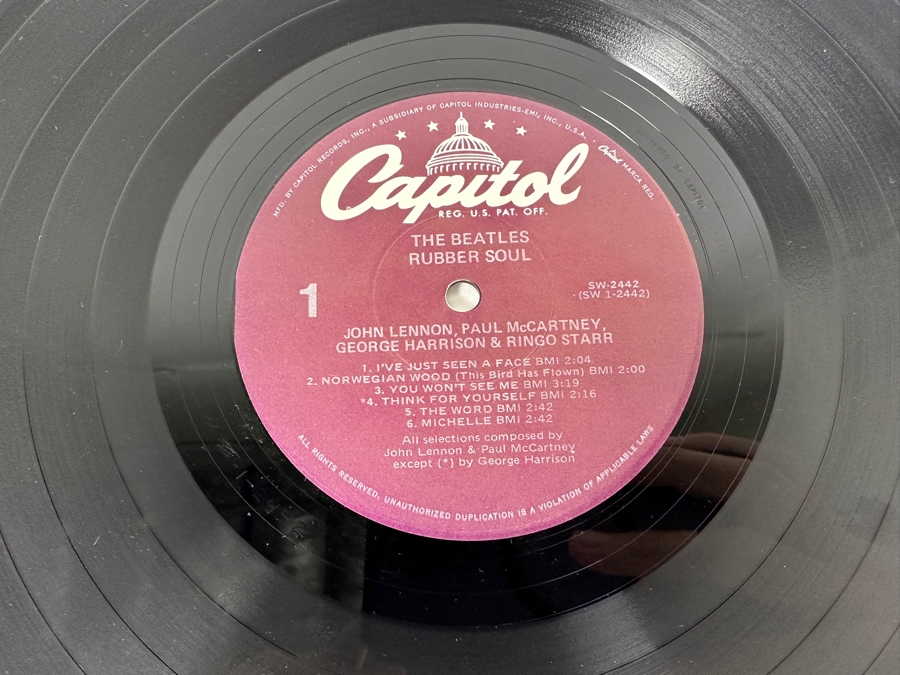 MFD. BY CAPITOL RECORDS, INC., A SUBSIDIARY OF CAPITOL INDUSTRIES-EMI, INC., U.S.A.
Capitol MARCA REG.
Capitol
REG. U.S. PAT. OFF.
THE BEATLES
RUBBER SOUL
1
SW-2442
(SW 1-2442)
JOHN LENNON, PAUL McCARTNEY,
GEORGE HARRISON & RINGO STARR
1. I'VE JUST SEEN A FACE BMI 2:04
2. NORWEGIAN WOOD (This Bird Has Flown) BMI 2:00
3. YOU WON'T SEE ME BMI 3:19
*4. THINK FOR YOURSELF BMI 2:16
5. THE WORD BMI 2:42
6. MICHELLE BMI 2:42
All selections composed by
John Lennon & Paul McCartney
except (*) by George Harrison
ALL RIGHTS RESERVED. UNAUTHORIZED DUPLICATION IS A VIOLATION OF APPLICABLE LAWS